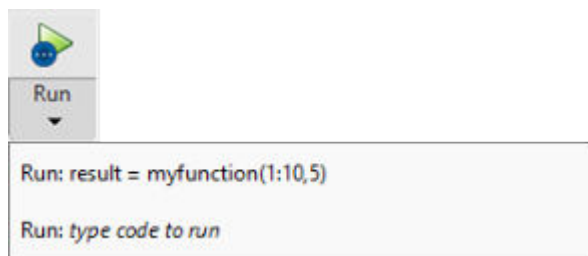 Run
Run: result = myfunction(1:10,5)
Run: type code to run